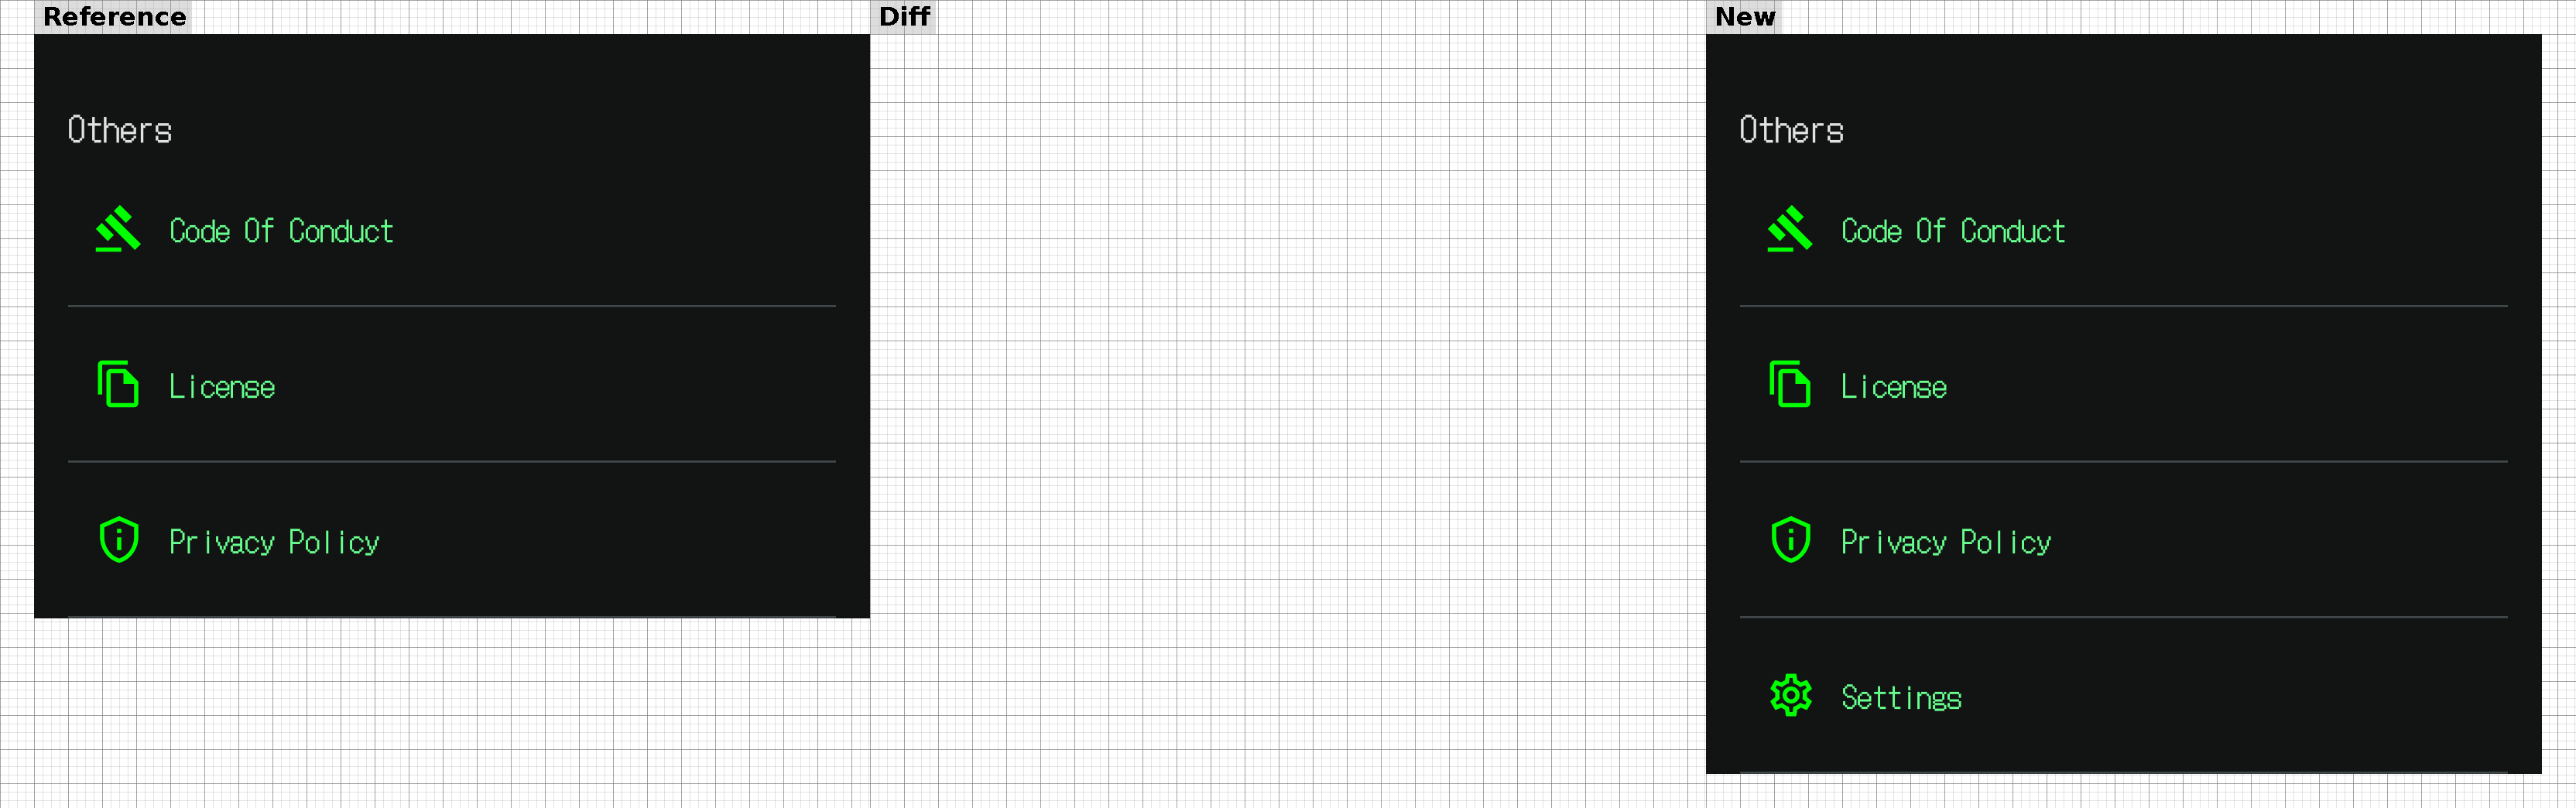 Reference
Diff
New
Others
Code Of Conduct
License
Privacy Policy
Others
Code Of Conduct
License
Privacy Policy
Settings